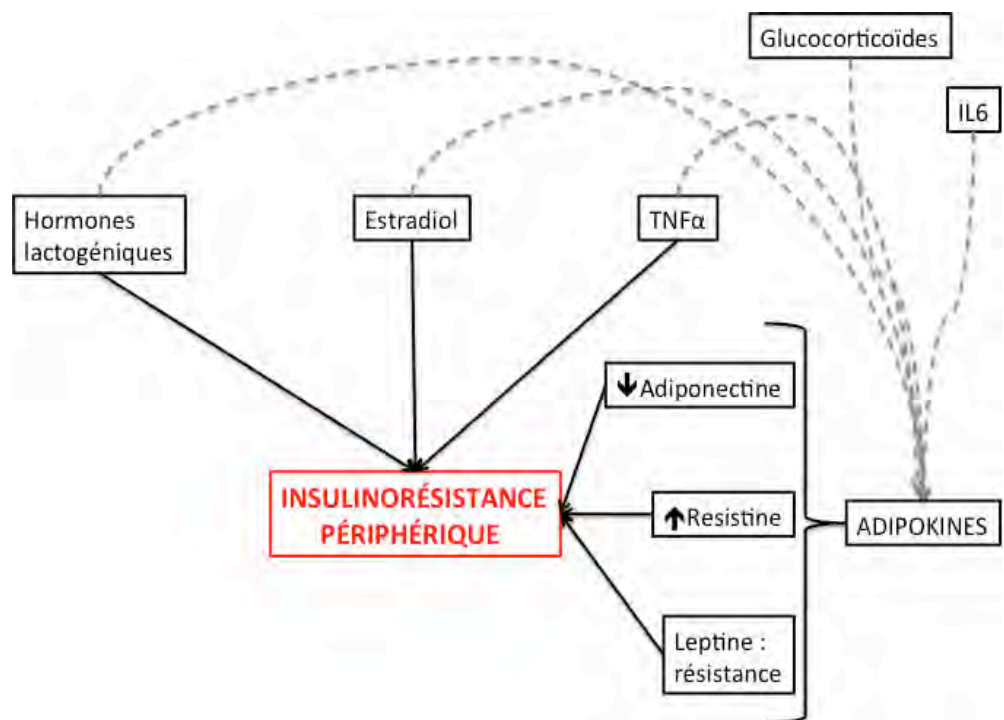 Glucocorticoïdes
IL6
Hormones
lactogéniques
Estradiol
TNFα
Adiponectine
INSULINORÉSISTANCE
PÉRIPHÉRIQUE
Resistine
ADIPOKINES
Leptine :
résistance